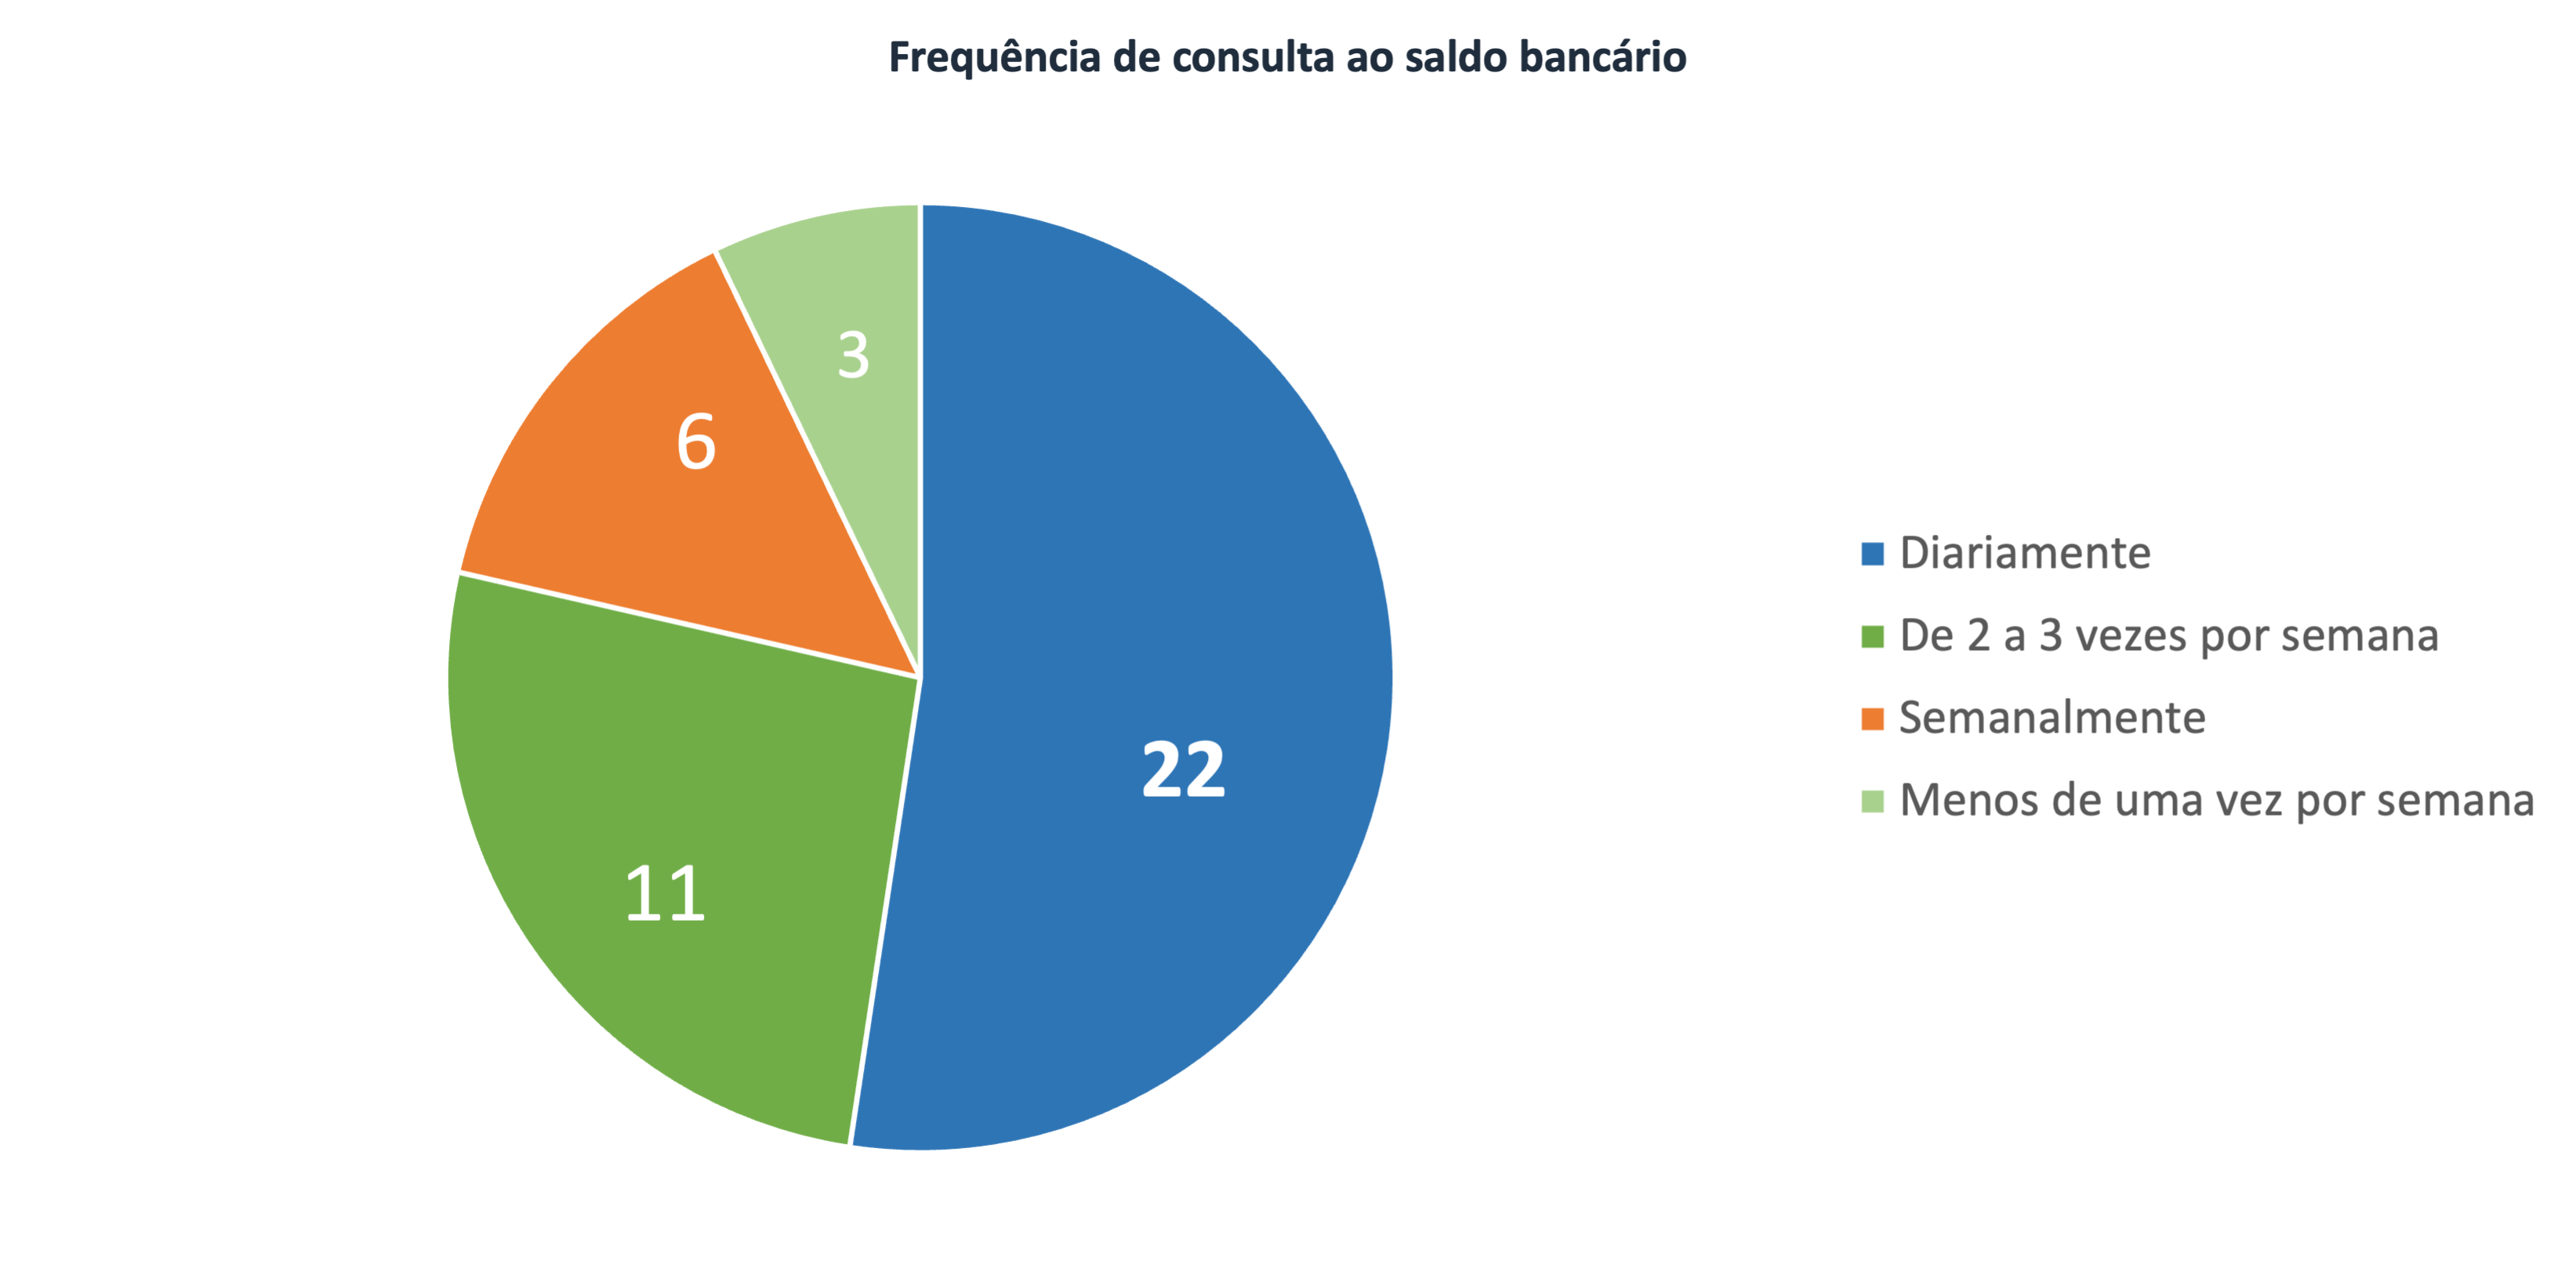 Frequência de consulta ao saldo bancário
3
6
22
11
Diariamente
De 2 a 3 vezes por semana
Semanalmente
Menos de uma vez por semana